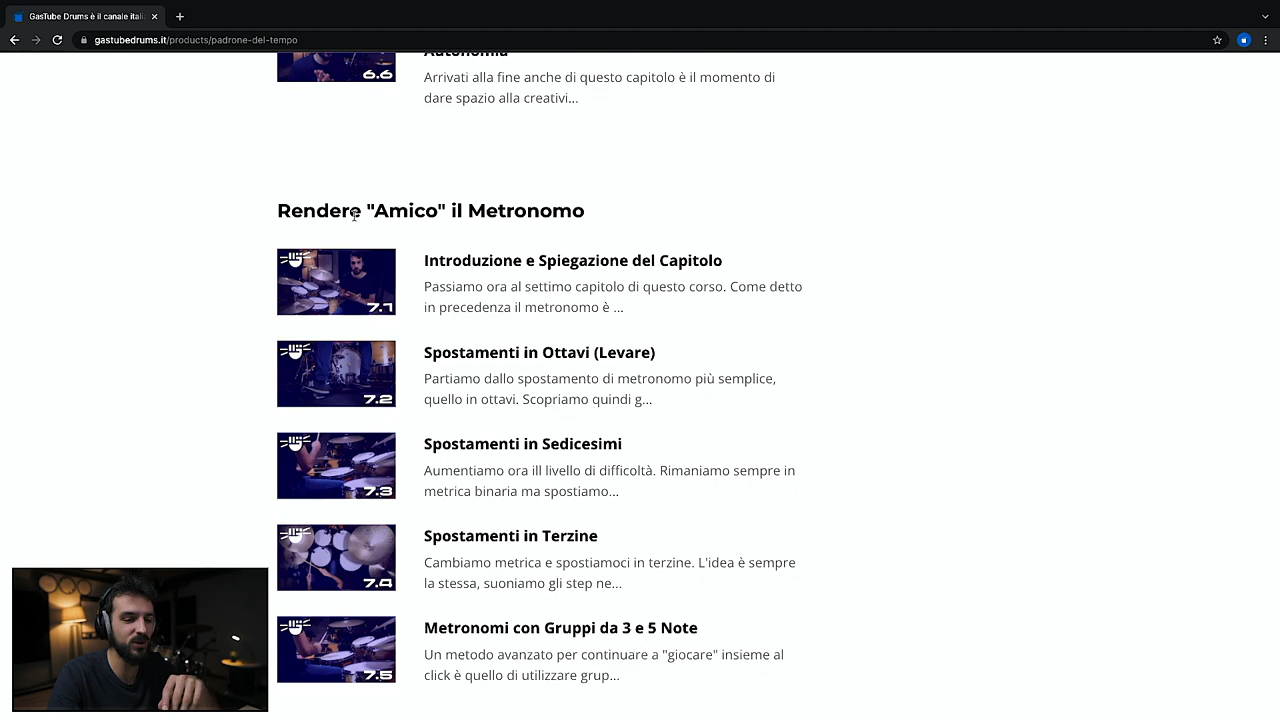 GasTube Drums è il canale itali
gastubedrums.it/products/padrone-del-tempo
6.6
Autonomia
Arrivati alla fine anche di questo capitolo è il momento di
dare spazio alla creativi...
Rendere "Amico" il Metronomo
7.1
Introduzione e Spiegazione del Capitolo
Passiamo ora al settimo capitolo di questo corso. Come detto
in precedenza il metronomo è ...
7.2
Spostamenti in Ottavi (Levare)
Partiamo dallo spostamento di metronomo più semplice,
quello in ottavi. Scopriamo quindi g...
7.3
Spostamenti in Sedicesimi
Aumentiamo ora ill livello di difficoltà. Rimaniamo sempre in
metrica binaria ma spostiamo...
7.4
Spostamenti in Terzine
Cambiamo metrica e spostiamoci in terzine. L'idea è sempre
la stessa, suoniamo gli step ne...
7.5
Metronomi con Gruppi da 3 e 5 Note
Un metodo avanzato per continuare a "giocare" insieme al
click è quello di utilizzare grup...